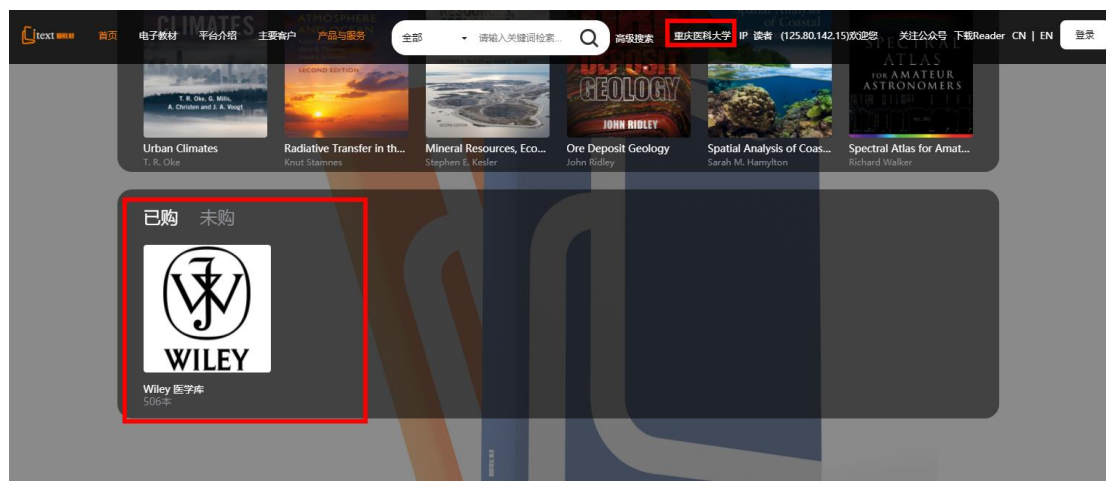 text
首页
电子教材
平台介绍
主要客户
产品与服务
全部
请输入关键词检索...
高级搜索
重庆医科大学 IP 读者 (125.80.142.15)欢迎您
关注公众号
下载Reader
CN | EN
登录
CLIMATES
T. R. Oke, G. Mills,
A. Christen and J. A. Voogt
ATMOSPHERE
SECOND EDITION
DEPOSIT
GEOLOGY
JOHN RIDLEY
Spatial Analysis
of Coastal
SPECTRAL
ATLAS
FOR AMATEUR
ASTRONOMERS
Urban Climates
T. R. Oke
Radiative Transfer in th...
Knut Stamnes
Mineral Resources, Eco...
Stephen E. Kesler
Ore Deposit Geology
John Ridley
Spatial Analysis of Coas...
Sarah M. Hamylton
Spectral Atlas for Amat...
Richard Walker
已购
未购
WILEY
Wiley 医学库
506本